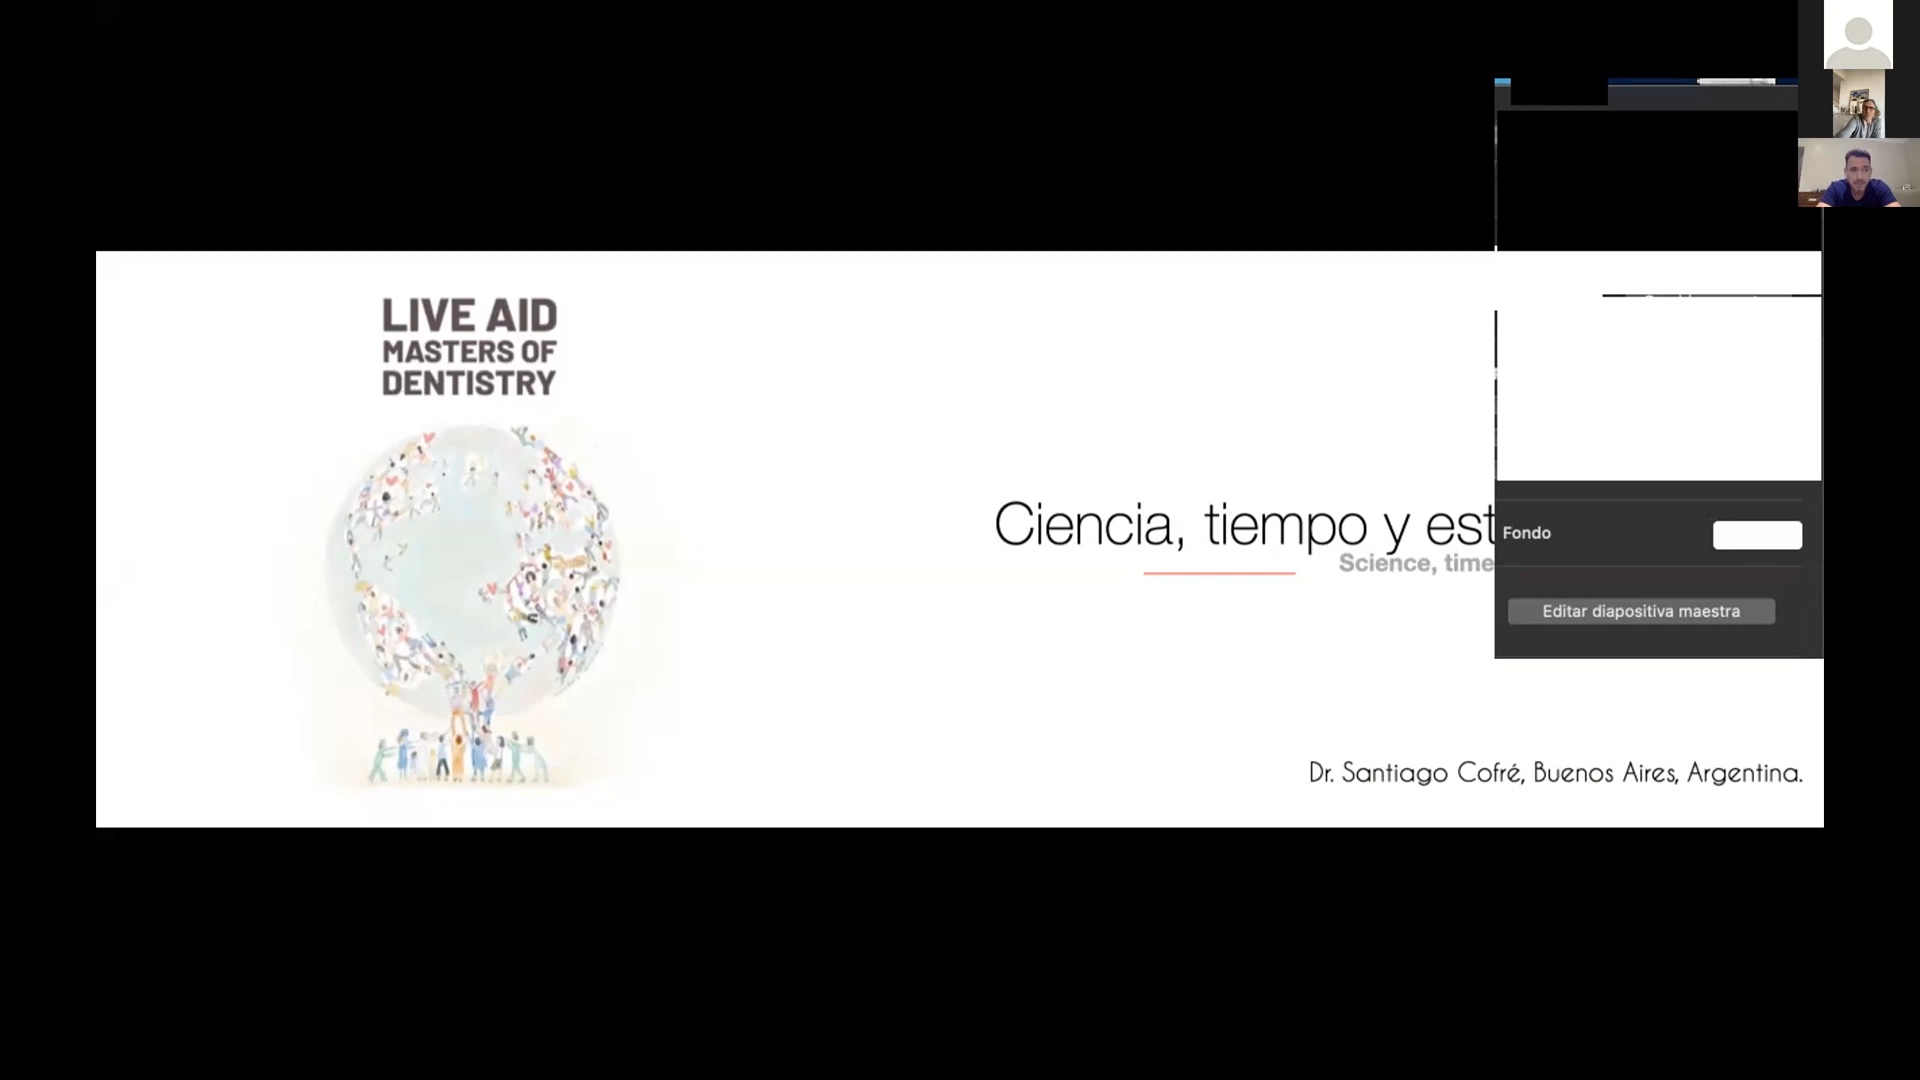 LIVE AID
MASTERS OF
DENTISTRY
Ciencia, tiempo y est
Science, time
Fondo
Editar diapositiva maestra
Dr. Santiago Cofré, Buenos Aires, Argentina.